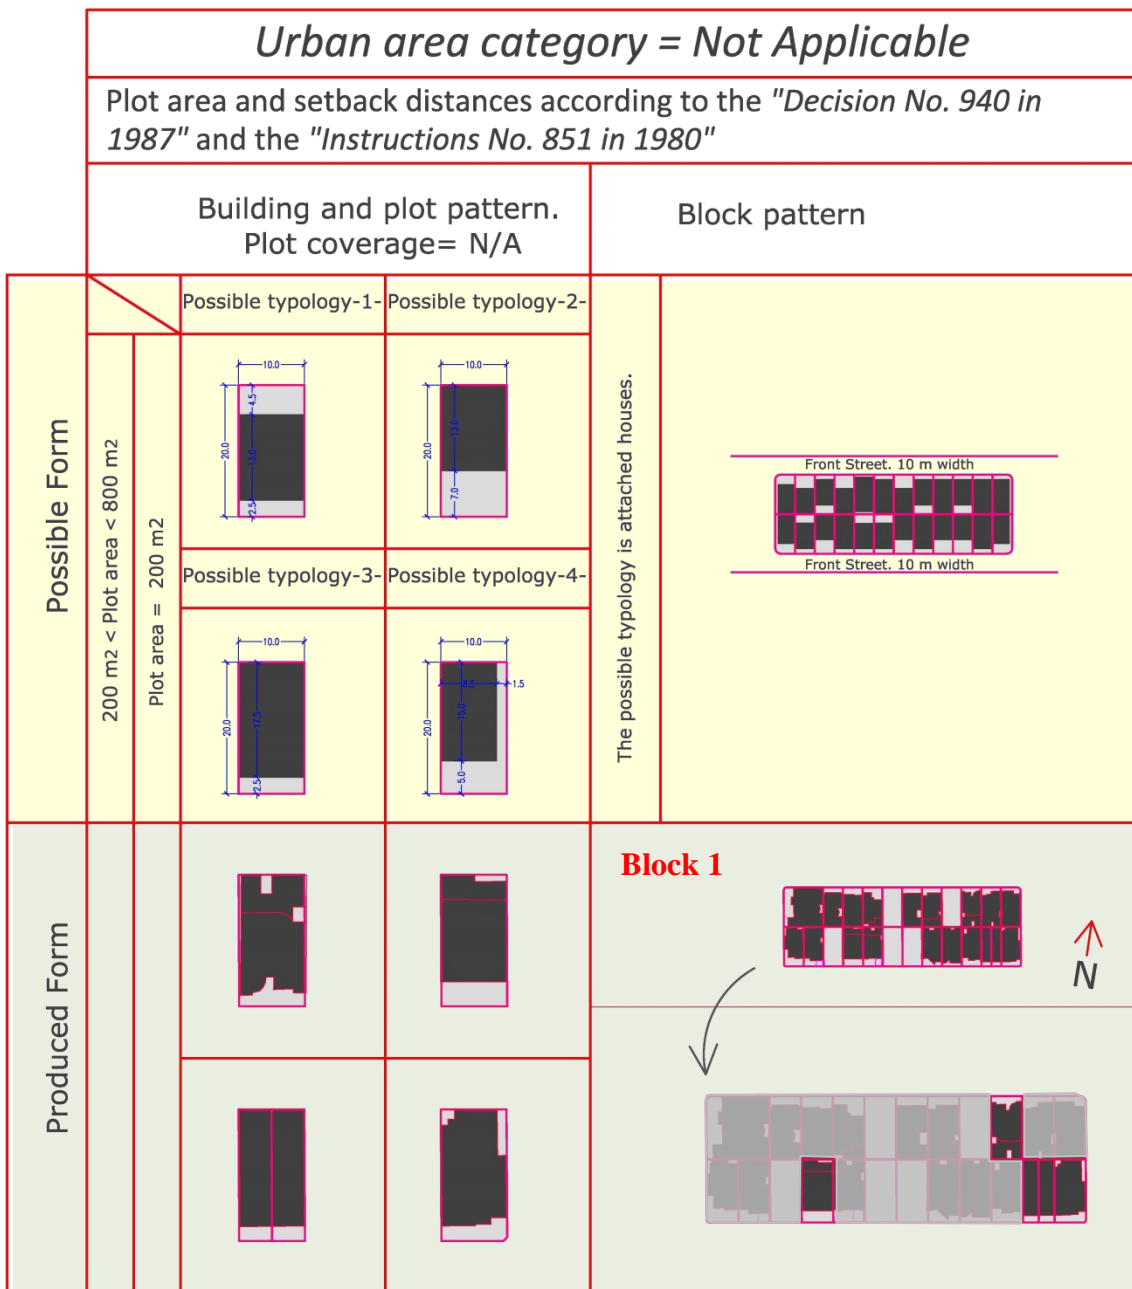 Urban area category = Not Applicable
Plot area and setback distances according to the "Decision No. 940 in
1987" and the "Instructions No. 851 in 1980"
Building and plot pattern.
Plot coverage= N/A
Block pattern
Possible Form
200 m2 < Plot area < 800 m2
Plot area = 200 m2
Possible typology-1-
Possible typology-2-
10.0
20.0
4.5
13.0
2.5
10.0
20.0
13.0
7.0
Possible typology-3-
Possible typology-4-
10.0
20.0
17.5
2.5
10.0
20.0
8.5
1.5
15.0
5.0
The possible typology is attached houses.
Front Street. 10 m width
Front Street. 10 m width
Produced Form
Block 1
N